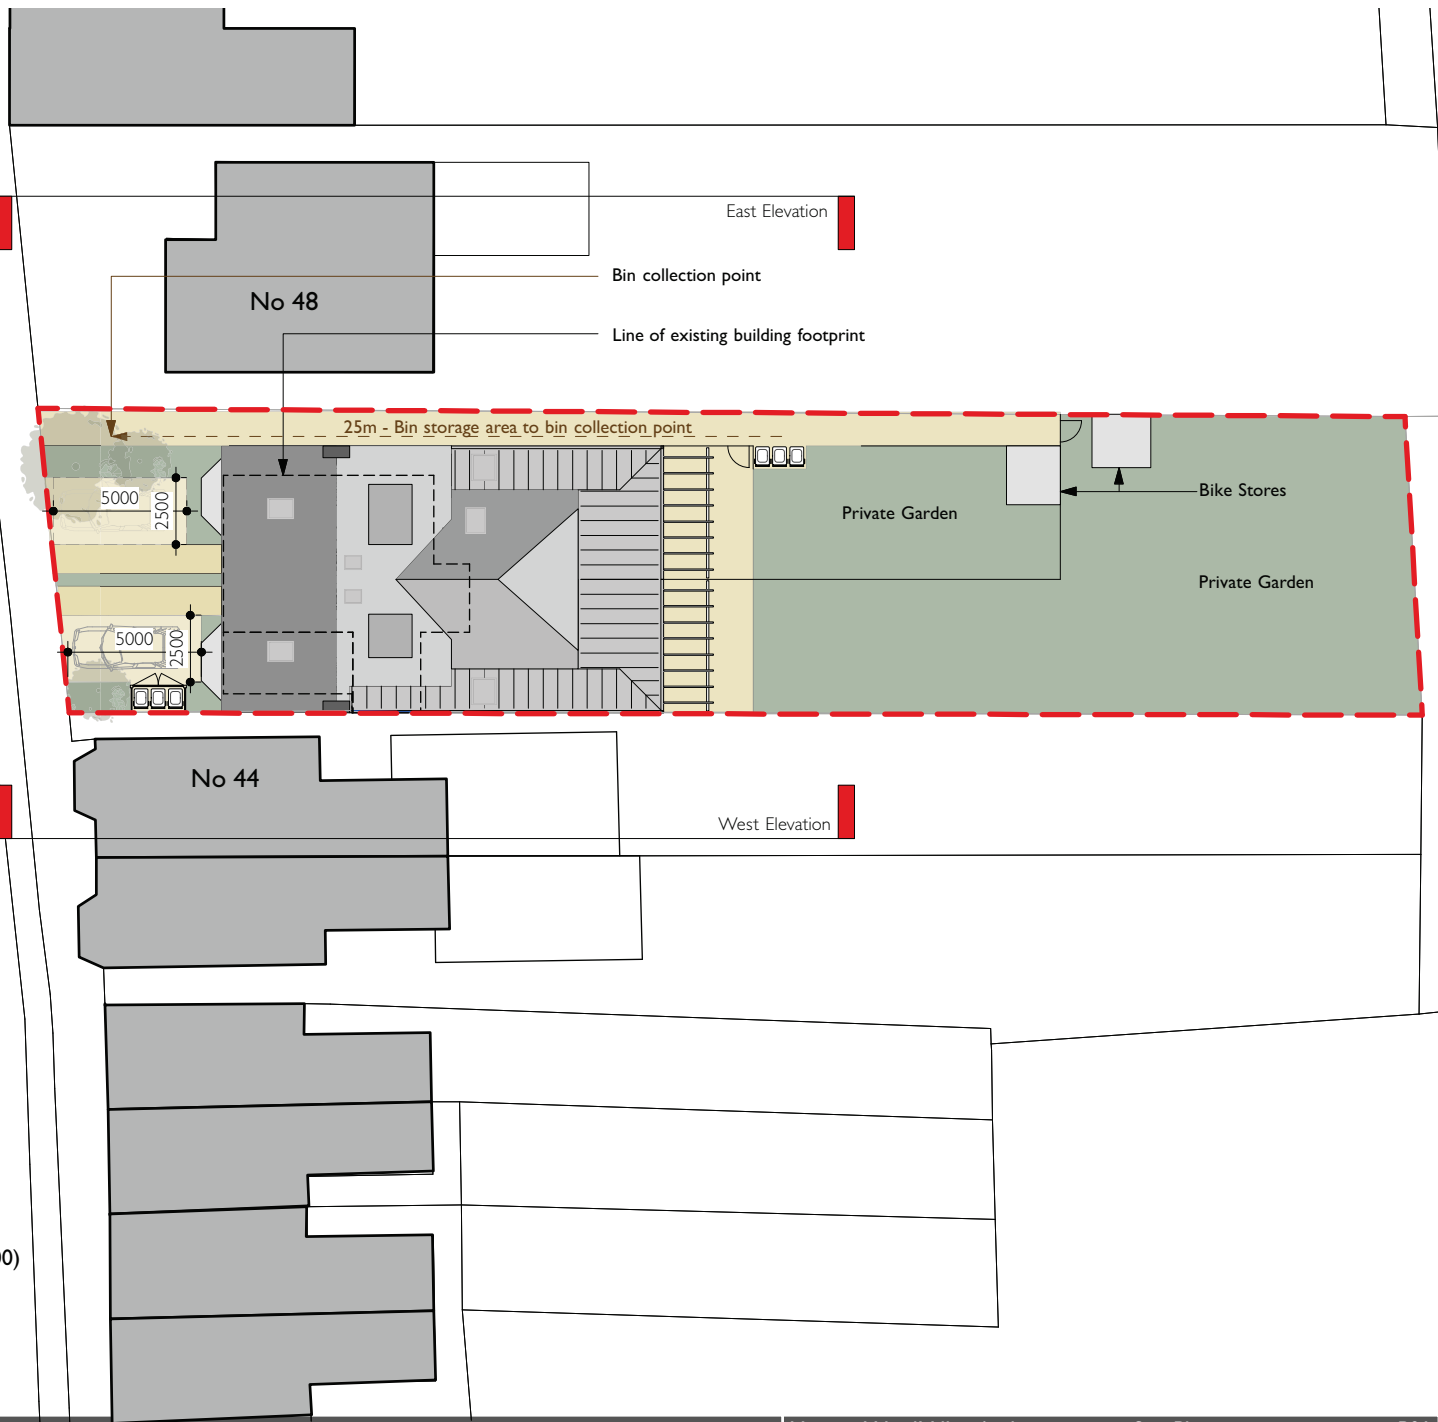 East Elevation
Bin collection point
No 48
Line of existing building footprint
25m - Bin storage area to bin collection point
5000
2500
Bike Stores
Private Garden
Private Garden
5000
2500
No 44
West Elevation
00)